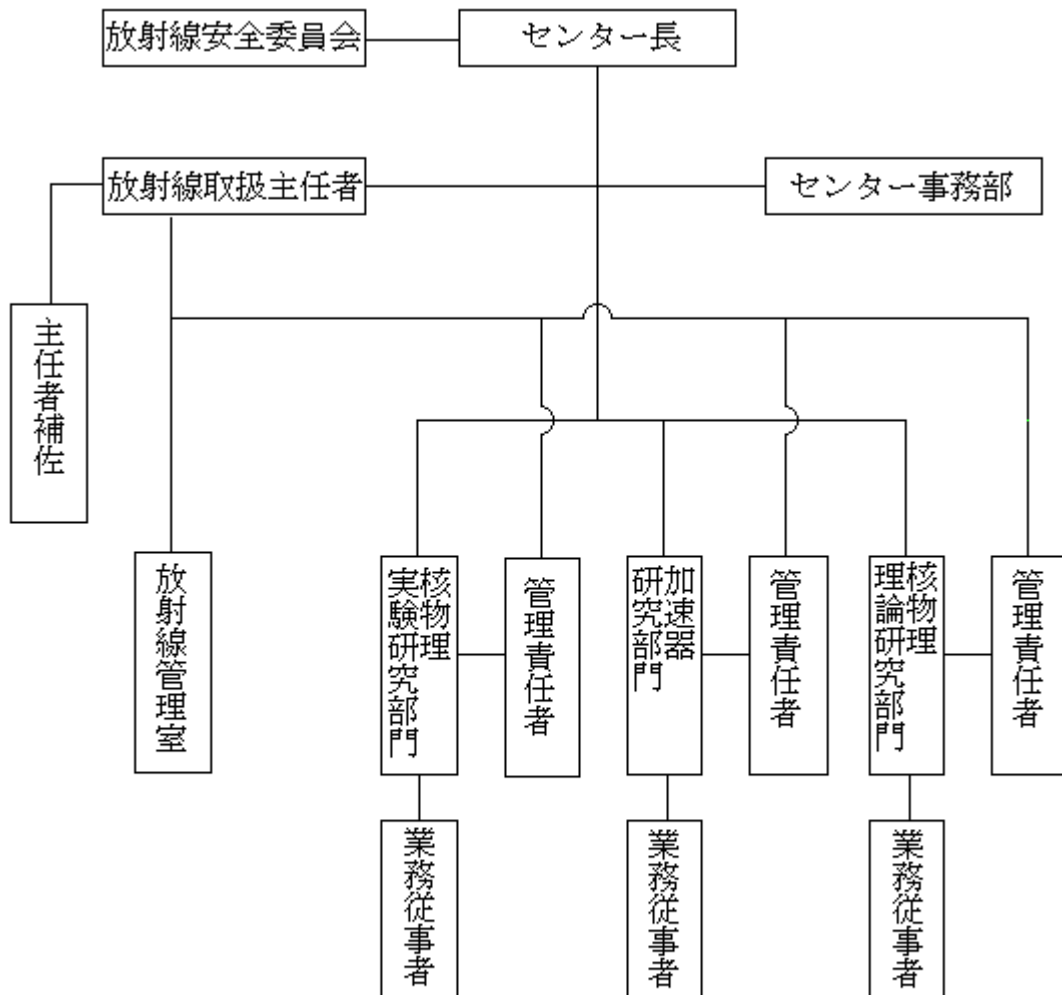 放射線安全委員会
センター長
放射線取扱主任者
センター事務部
主任者補佐
放射線管理室
核物理
実験研究部門
管理責任者
加速器
研究部門
管理責任者
核物理
理論研究部門
管理責任者
業務従事者
業務従事者
業務従事者